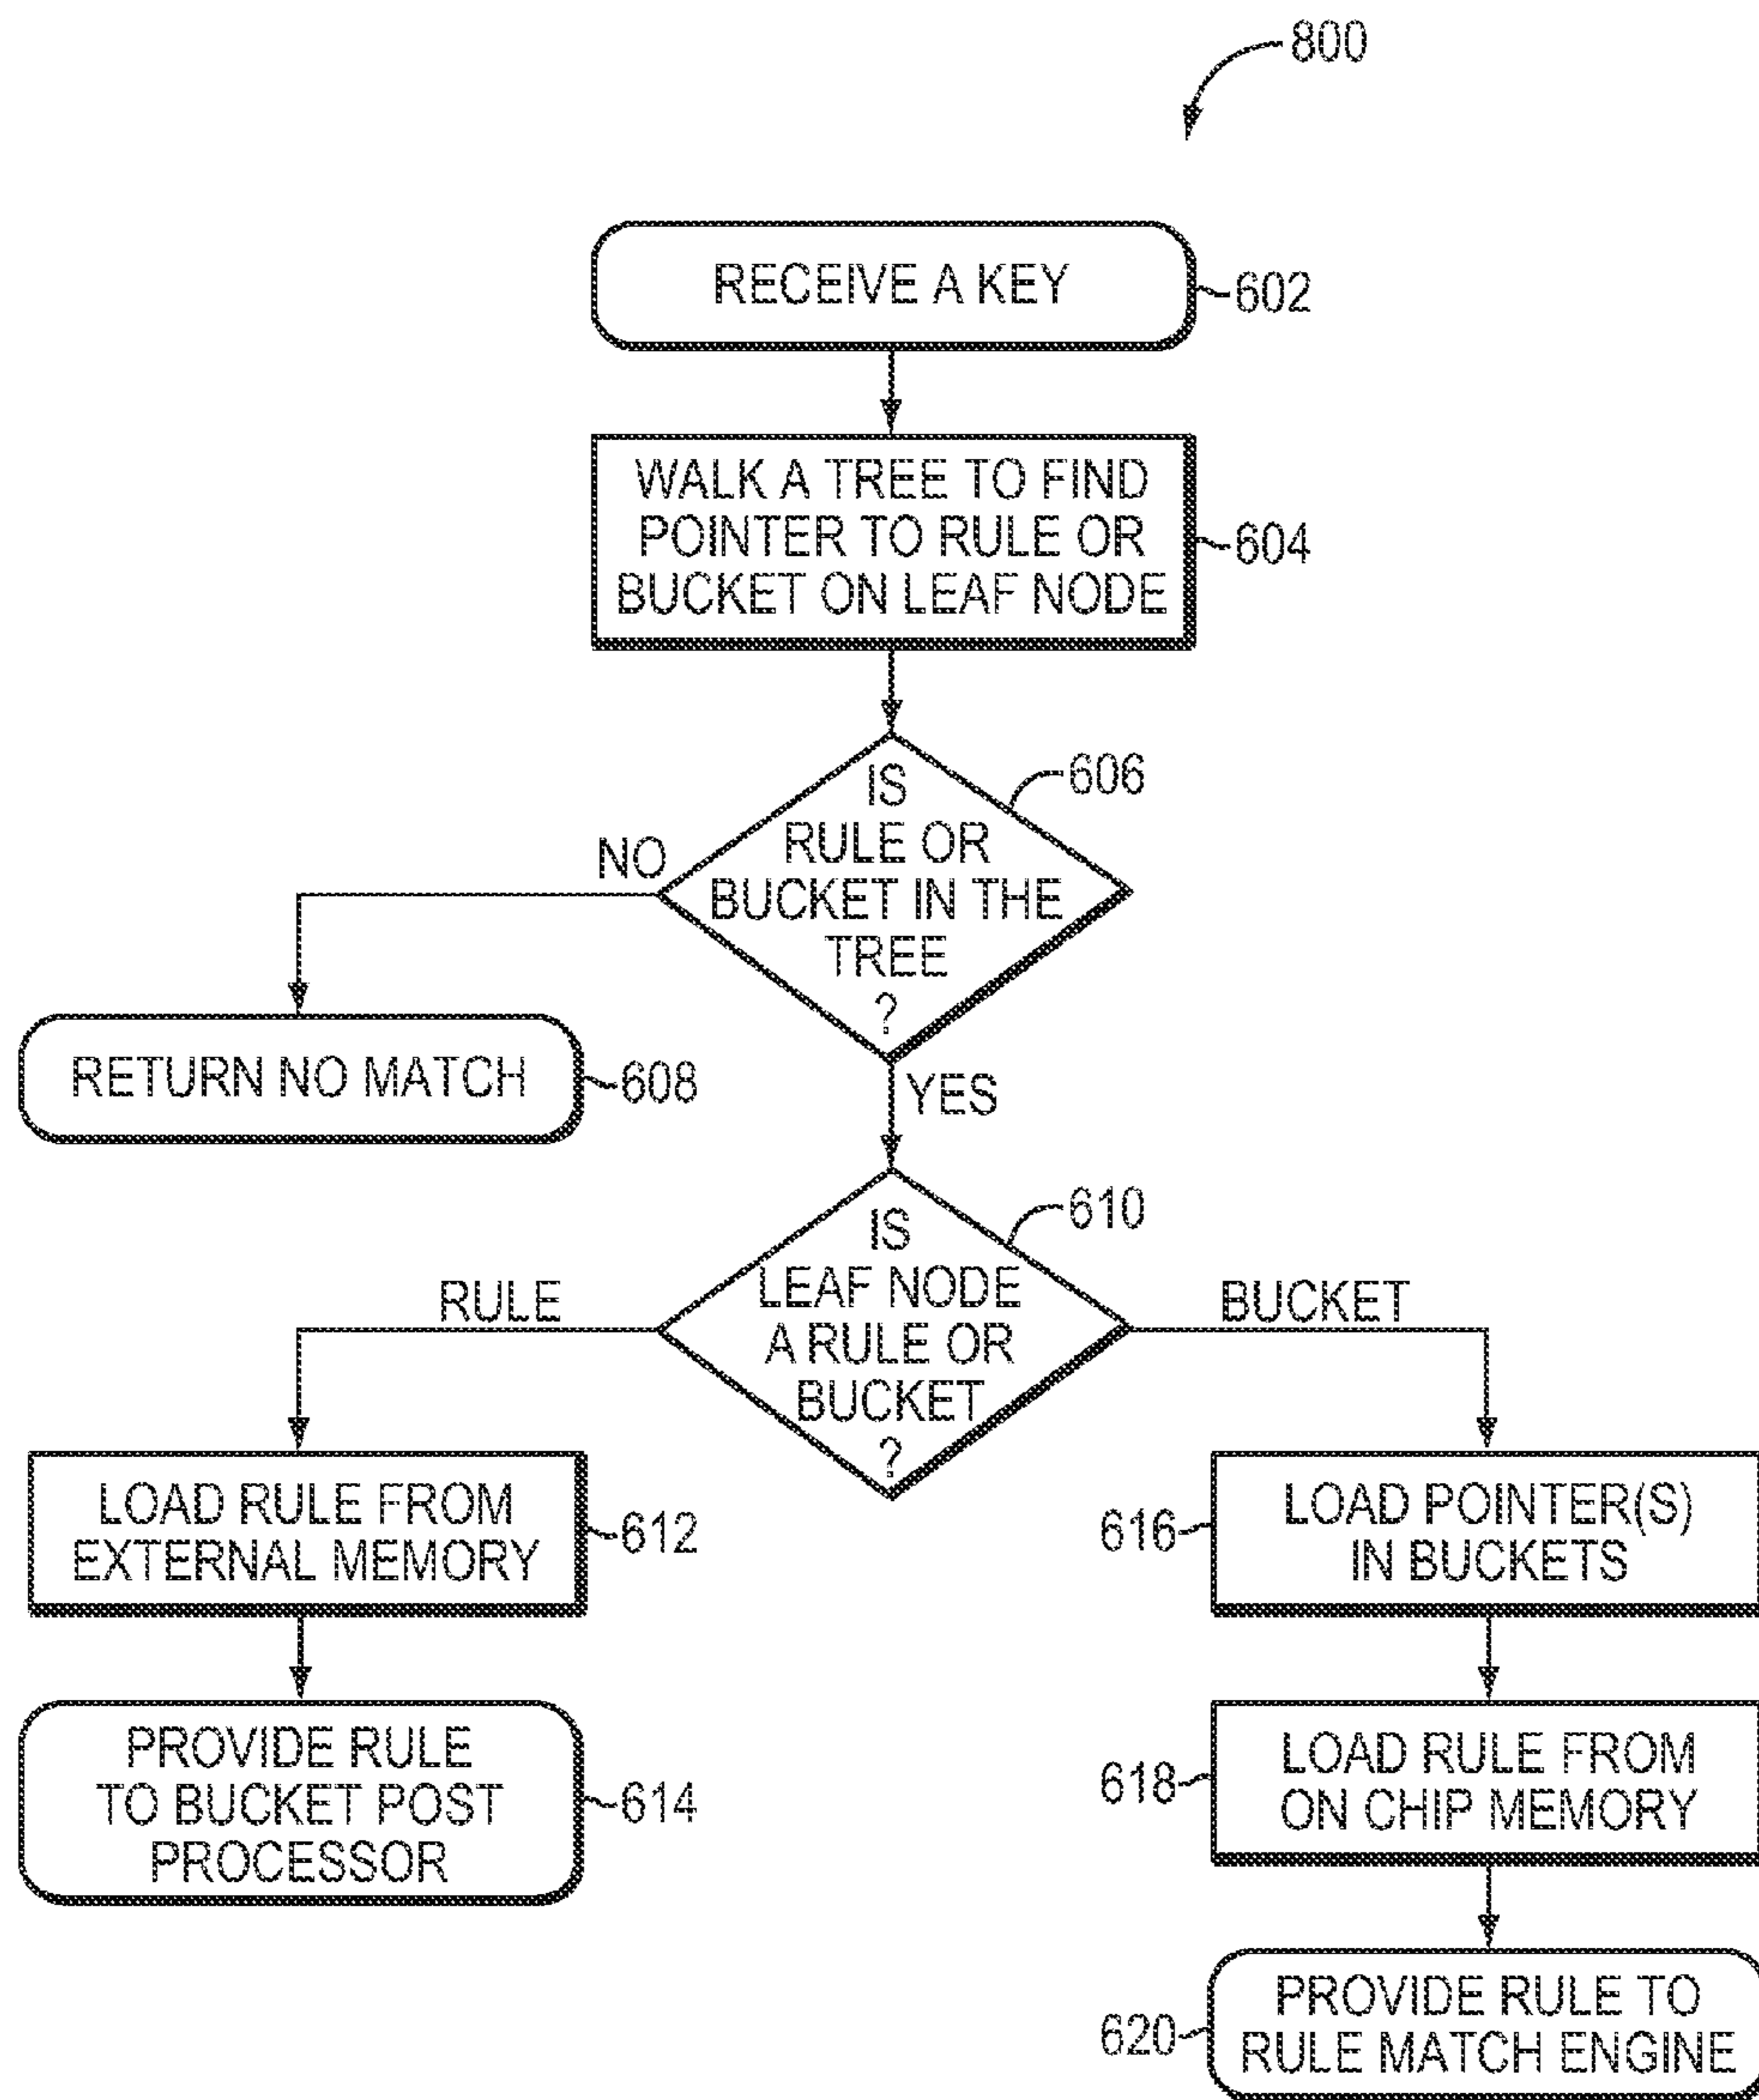 800
RECEIVE A KEY
602
WALK A TREE TO FIND
POINTER TO RULE OR
BUCKET ON LEAF NODE
604
606
IS
RULE OR
BUCKET IN THE
TREE
?
NO
YES
RETURN NO MATCH
608
610
IS
LEAF NODE
A RULE OR
BUCKET
?
RULE
BUCKET
LOAD RULE FROM
EXTERNAL MEMORY
612
616
LOAD POINTER(S)
IN BUCKETS
PROVIDE RULE
TO BUCKET POST
PROCESSOR
614
618
LOAD RULE FROM
ON CHIP MEMORY
620
PROVIDE RULE TO
RULE MATCH ENGINE